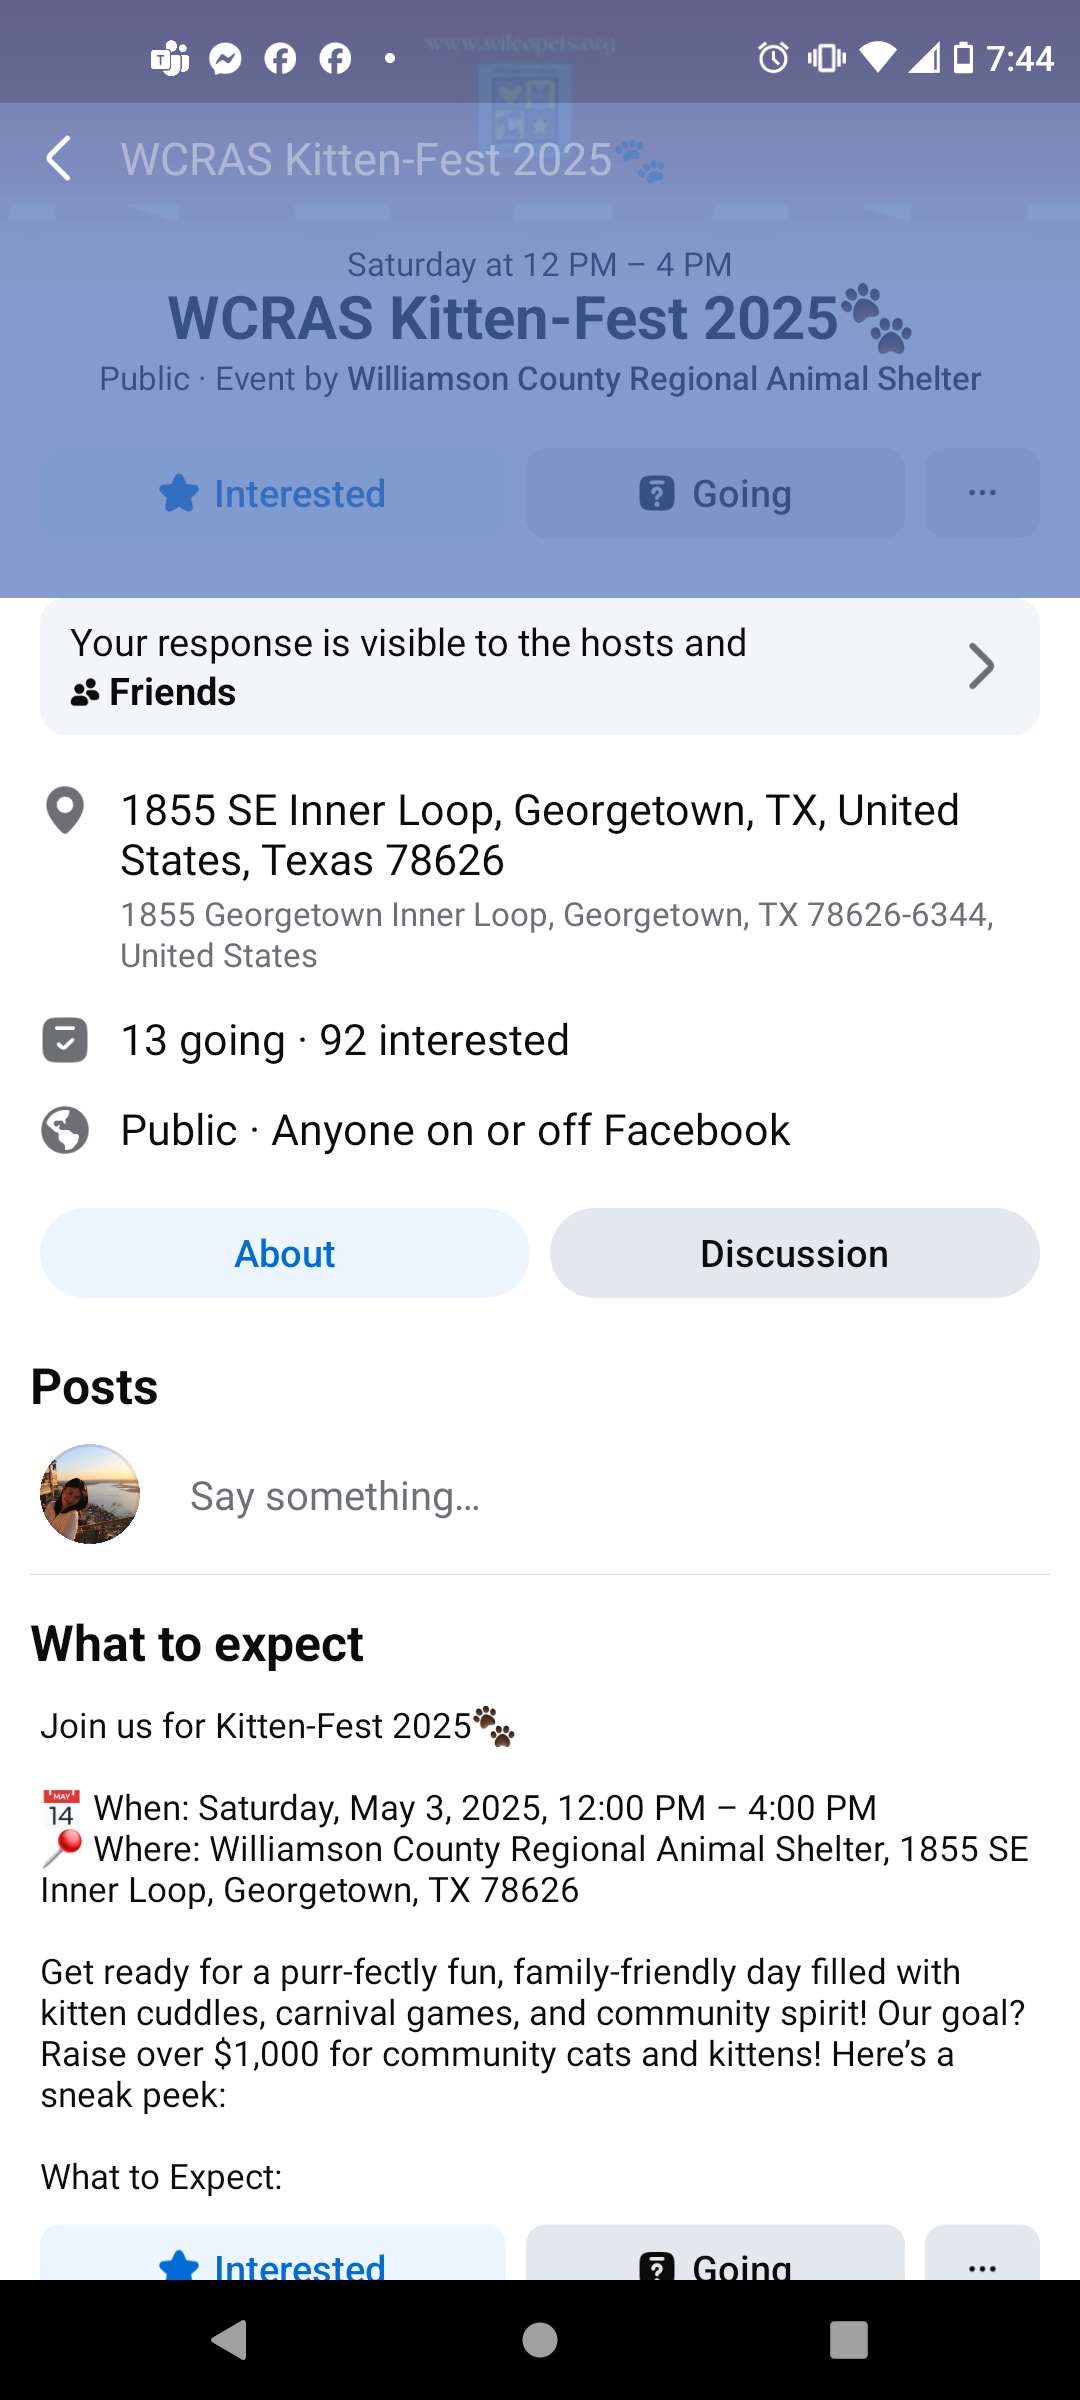 www.wilcopets.org
7:44
WCRAS Kitten-Fest 2025🐾
Saturday at 12 PM – 4 PM
WCRAS Kitten-Fest 2025🐾
Public · Event by Williamson County Regional Animal Shelter
Interested
Going
...
Your response is visible to the hosts and
Friends
1855 SE Inner Loop, Georgetown, TX, United
States, Texas 78626
1855 Georgetown Inner Loop, Georgetown, TX 78626-6344,
United States
13 going · 92 interested
Public · Anyone on or off Facebook
About
Discussion
Posts
Say something...
What to expect
Join us for Kitten-Fest 2025🐾
📅 When: Saturday, May 3, 2025, 12:00 PM – 4:00 PM
📍 Where: Williamson County Regional Animal Shelter, 1855 SE
Inner Loop, Georgetown, TX 78626
Get ready for a purr-fectly fun, family-friendly day filled with
kitten cuddles, carnival games, and community spirit! Our goal?
Raise over $1,000 for community cats and kittens! Here’s a
sneak peek:
What to Expect:
Interested
Going
...